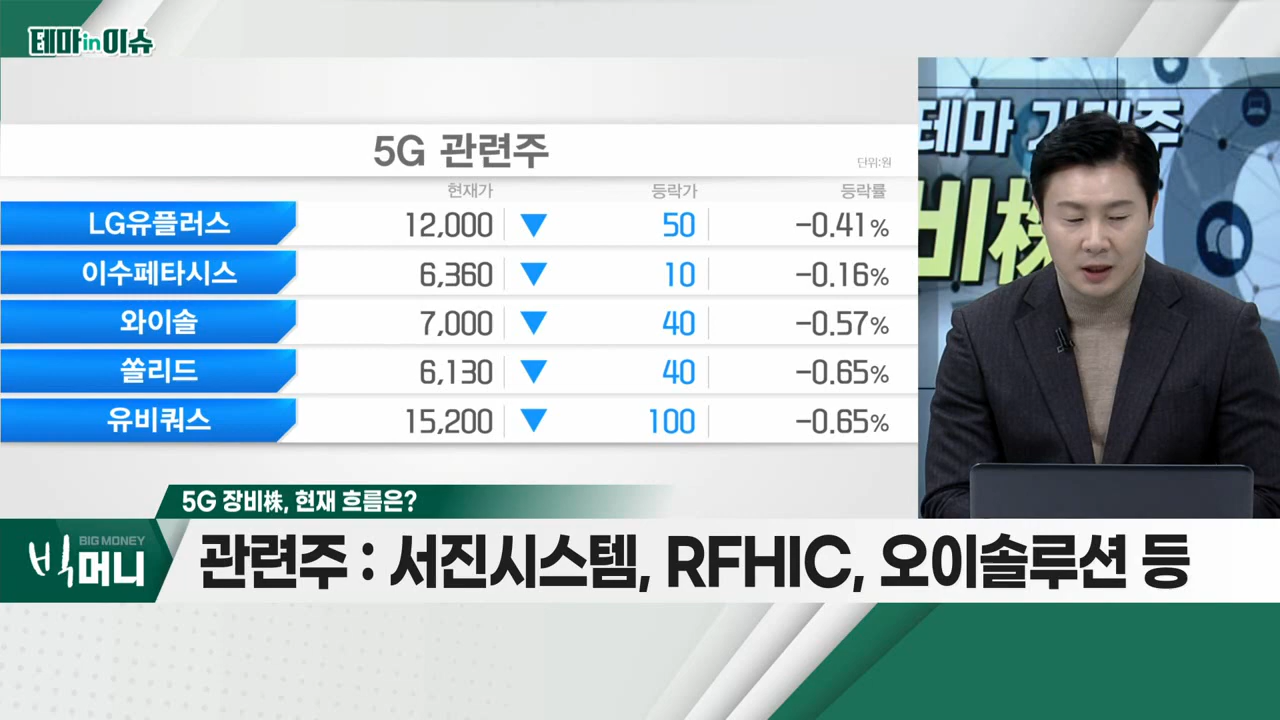 테마in이슈
5G 관련주
단위:원
현재가 등락가 등락률
LG유플러스 12,000 ▼ 50 -0.41%
이수페타시스 6,360 ▼ 10 -0.16%
와이솔 7,000 ▼ 40 -0.57%
쏠리드 6,130 ▼ 40 -0.65%
유비쿼스 15,200 ▼ 100 -0.65%
테마
비株
5G 장비株, 현재 흐름은?
BIG MONEY
빅머니
관련주 : 서진시스템, RFHIC, 오이솔루션 등